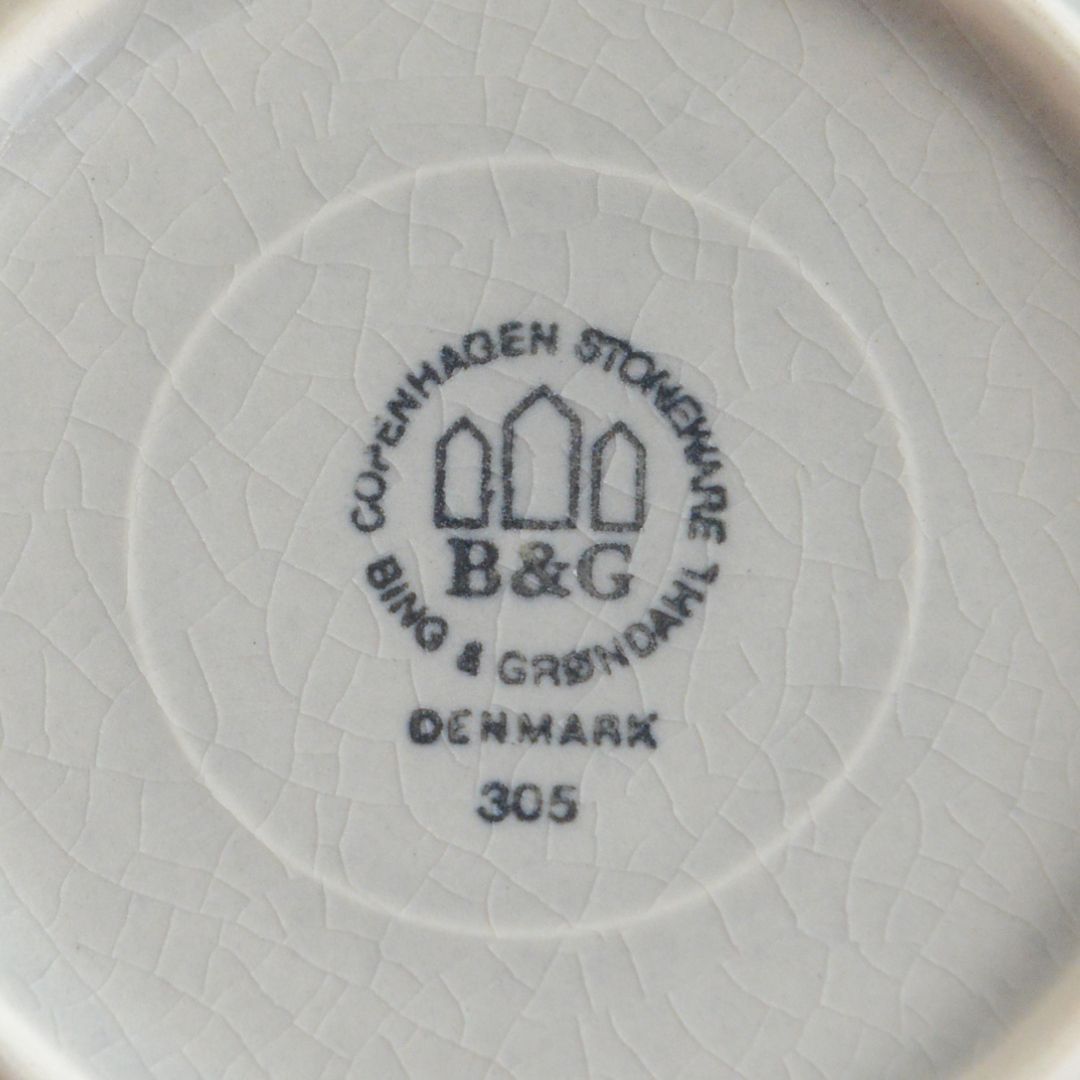 COPENHAGEN STONEWARE
B&G
BING & GRØNDAHL
DENMARK
305